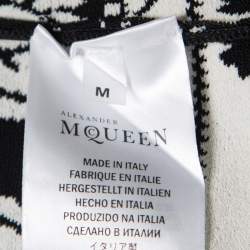 M
ALEXANDER
McQUEEN
MADE IN ITALY
FABRIQUE EN ITALIE
HERGESTELLT IN ITALIEN
HECHO EN ITALIA
PRODUZIDO NA ITALIA
СДЕЛАНО В ИТАЛИИ
イタリア製